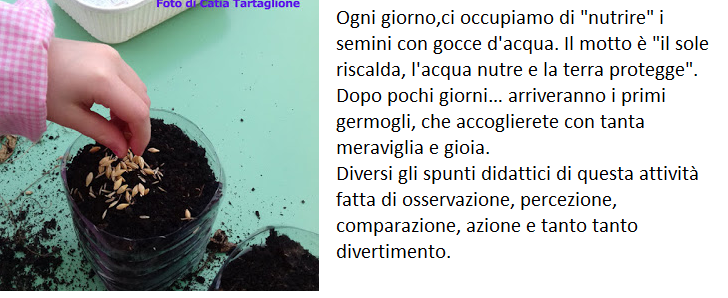 Foto di Catia Tartaglione
Ogni giorno,ci occupiamo di "nutrire" i
semini con gocce d'acqua. Il motto è "il sole
riscalda, l'acqua nutre e la terra protegge".
Dopo pochi giorni... arriveranno i primi
germogli, che accoglierete con tanta
meraviglia e gioia.
Diversi gli spunti didattici di questa attività
fatta di osservazione, percezione,
comparazione, azione e tanto tanto
divertimento.